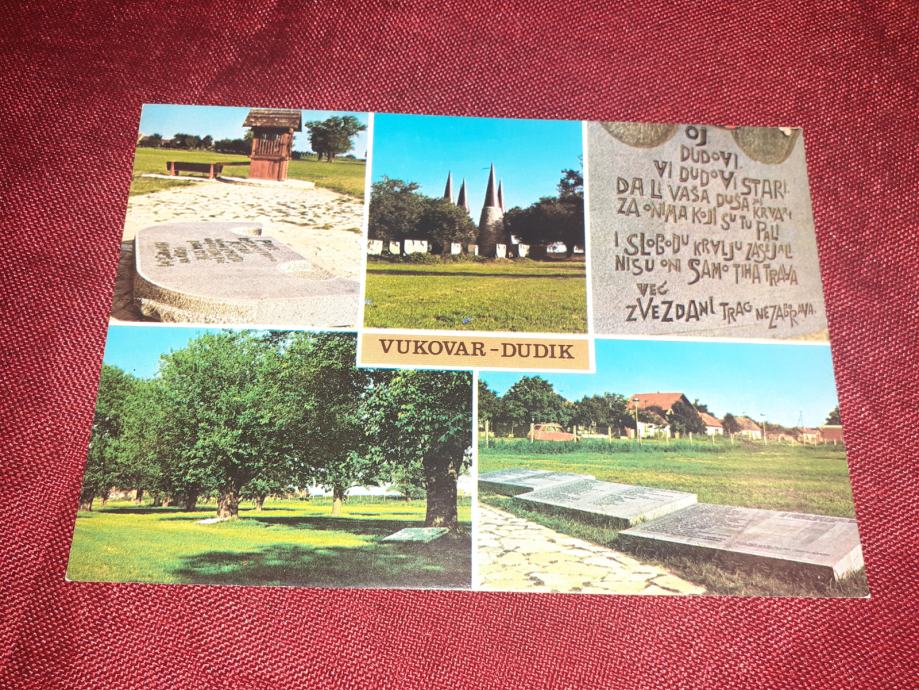 OJ
DUDOVI
VI DUDOVI STARI
DA LI VAŠA DUŠA KRVARI
ZA ONIMA KOJI SU TU PALI
I SLOBODU KRVLJU ZASIJALI
NISU ONI SAMO TIHA TRAVA
VEĆ
ZVEZDANI TRAG NEZABORAVA.
VUKOVAR-DUDIK